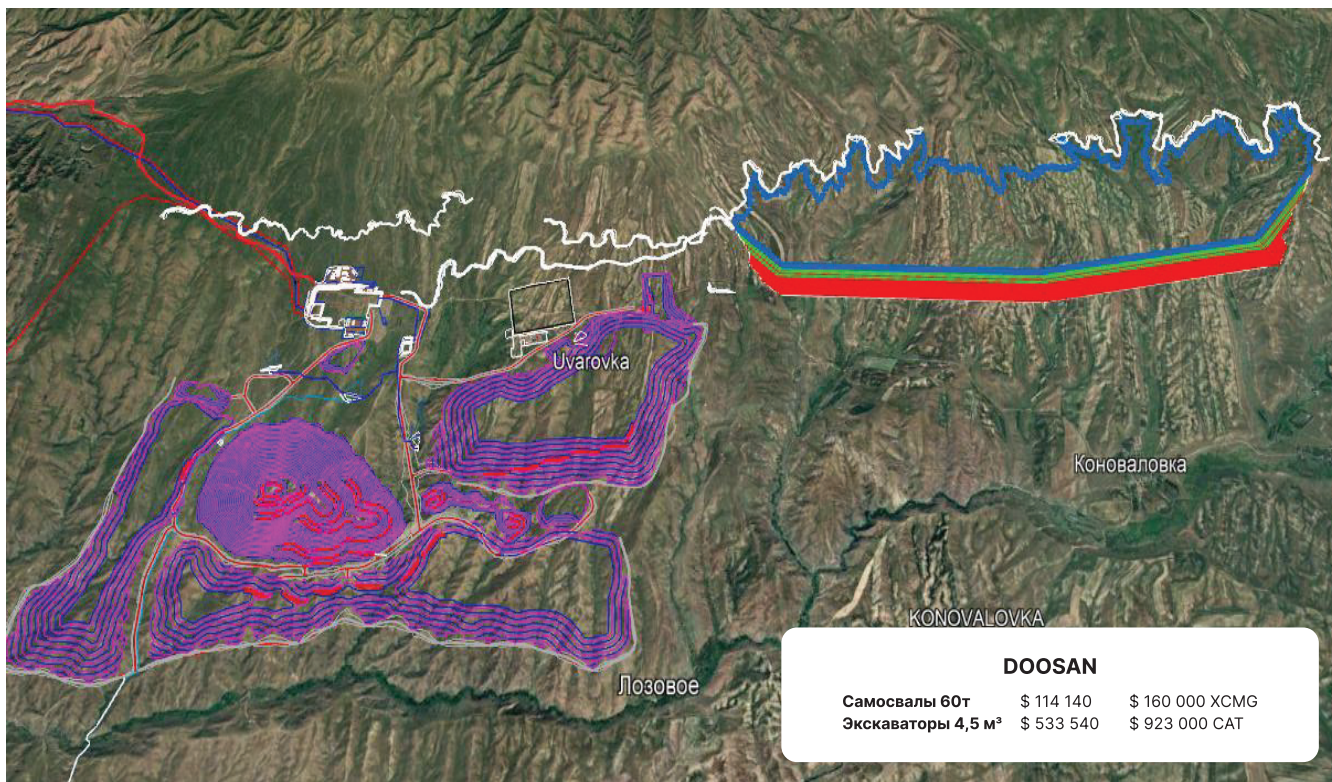 Uvarovka
Коноваловка
KONOVALOVKA
Лозовое
DOOSAN
Самосвалы 60т $ 114 140 $ 160 000 XCMG
Экскаваторы 4,5 м³ $ 533 540 $ 923 000 CAT